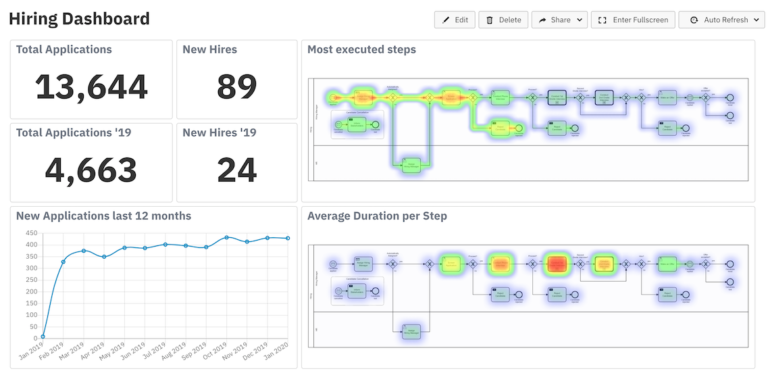 Hiring Dashboard
Edit
Delete
Share
Enter Fullscreen
Auto Refresh
Total Applications
13,644
New Hires
89
Most executed steps
Total Applications '19
4,663
New Hires '19
24
New Applications last 12 months
450
400
350
300
250
200
150
100
50
0
Jan 2019
Feb 2019
Mar 2019
Apr 2019
May 2019
Jun 2019
Jul 2019
Aug 2019
Sep 2019
Oct 2019
Nov 2019
Dec 2019
Jan 2020
Average Duration per Step